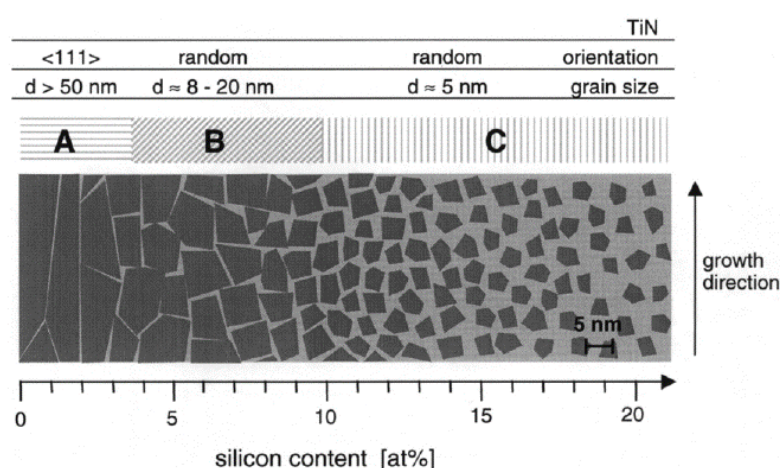 TiN
<111> random random orientation
d > 50 nm d ≈ 8 - 20 nm d ≈ 5 nm grain size
A B C
growth
direction
5 nm
0 5 10 15 20
silicon content [at%]